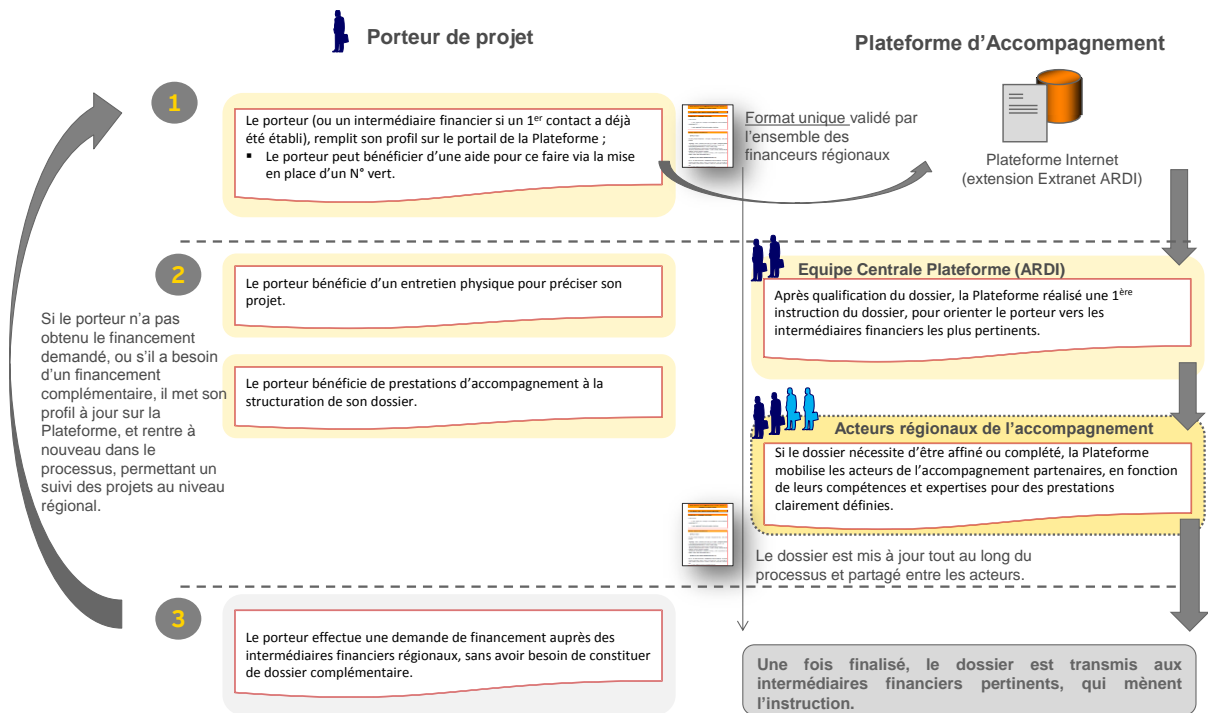 Porteur de projet
Plateforme d'Accompagnement
1
Le porteur (ou un intermédiaire financier si un 1er contact a déjà
été établi), remplit son profil sur le portail de la Plateforme ;
▪ Le porteur peut bénéficier d'une aide pour ce faire via la mise
en place d'un N° vert.
Format unique validé par
l'ensemble des
financeurs régionaux
Plateforme Internet
(extension Extranet ARDI)
2
Le porteur bénéficie d'un entretien physique pour préciser son
projet.
Le porteur bénéficie de prestations d'accompagnement à la
structuration de son dossier.
Equipe Centrale Plateforme (ARDI)
Après qualification du dossier, la Plateforme réalisé une 1ère
instruction du dossier, pour orienter le porteur vers les
intermédiaires financiers les plus pertinents.
Si le porteur n'a pas
obtenu le financement
demandé, ou s'il a besoin
d'un financement
complémentaire, il met son
profil à jour sur la
Plateforme, et rentre à
nouveau dans le
processus, permettant un
suivi des projets au niveau
régional.
Acteurs régionaux de l'accompagnement
Si le dossier nécessite d'être affiné ou complété, la Plateforme
mobilise les acteurs de l'accompagnement partenaires, en fonction
de leurs compétences et expertises pour des prestations
clairement définies.
Le dossier est mis à jour tout au long du
processus et partagé entre les acteurs.
3
Le porteur effectue une demande de financement auprès des
intermédiaires financiers régionaux, sans avoir besoin de constituer
de dossier complémentaire.
Une fois finalisé, le dossier est transmis aux
intermédiaires financiers pertinents, qui mènent
l'instruction.